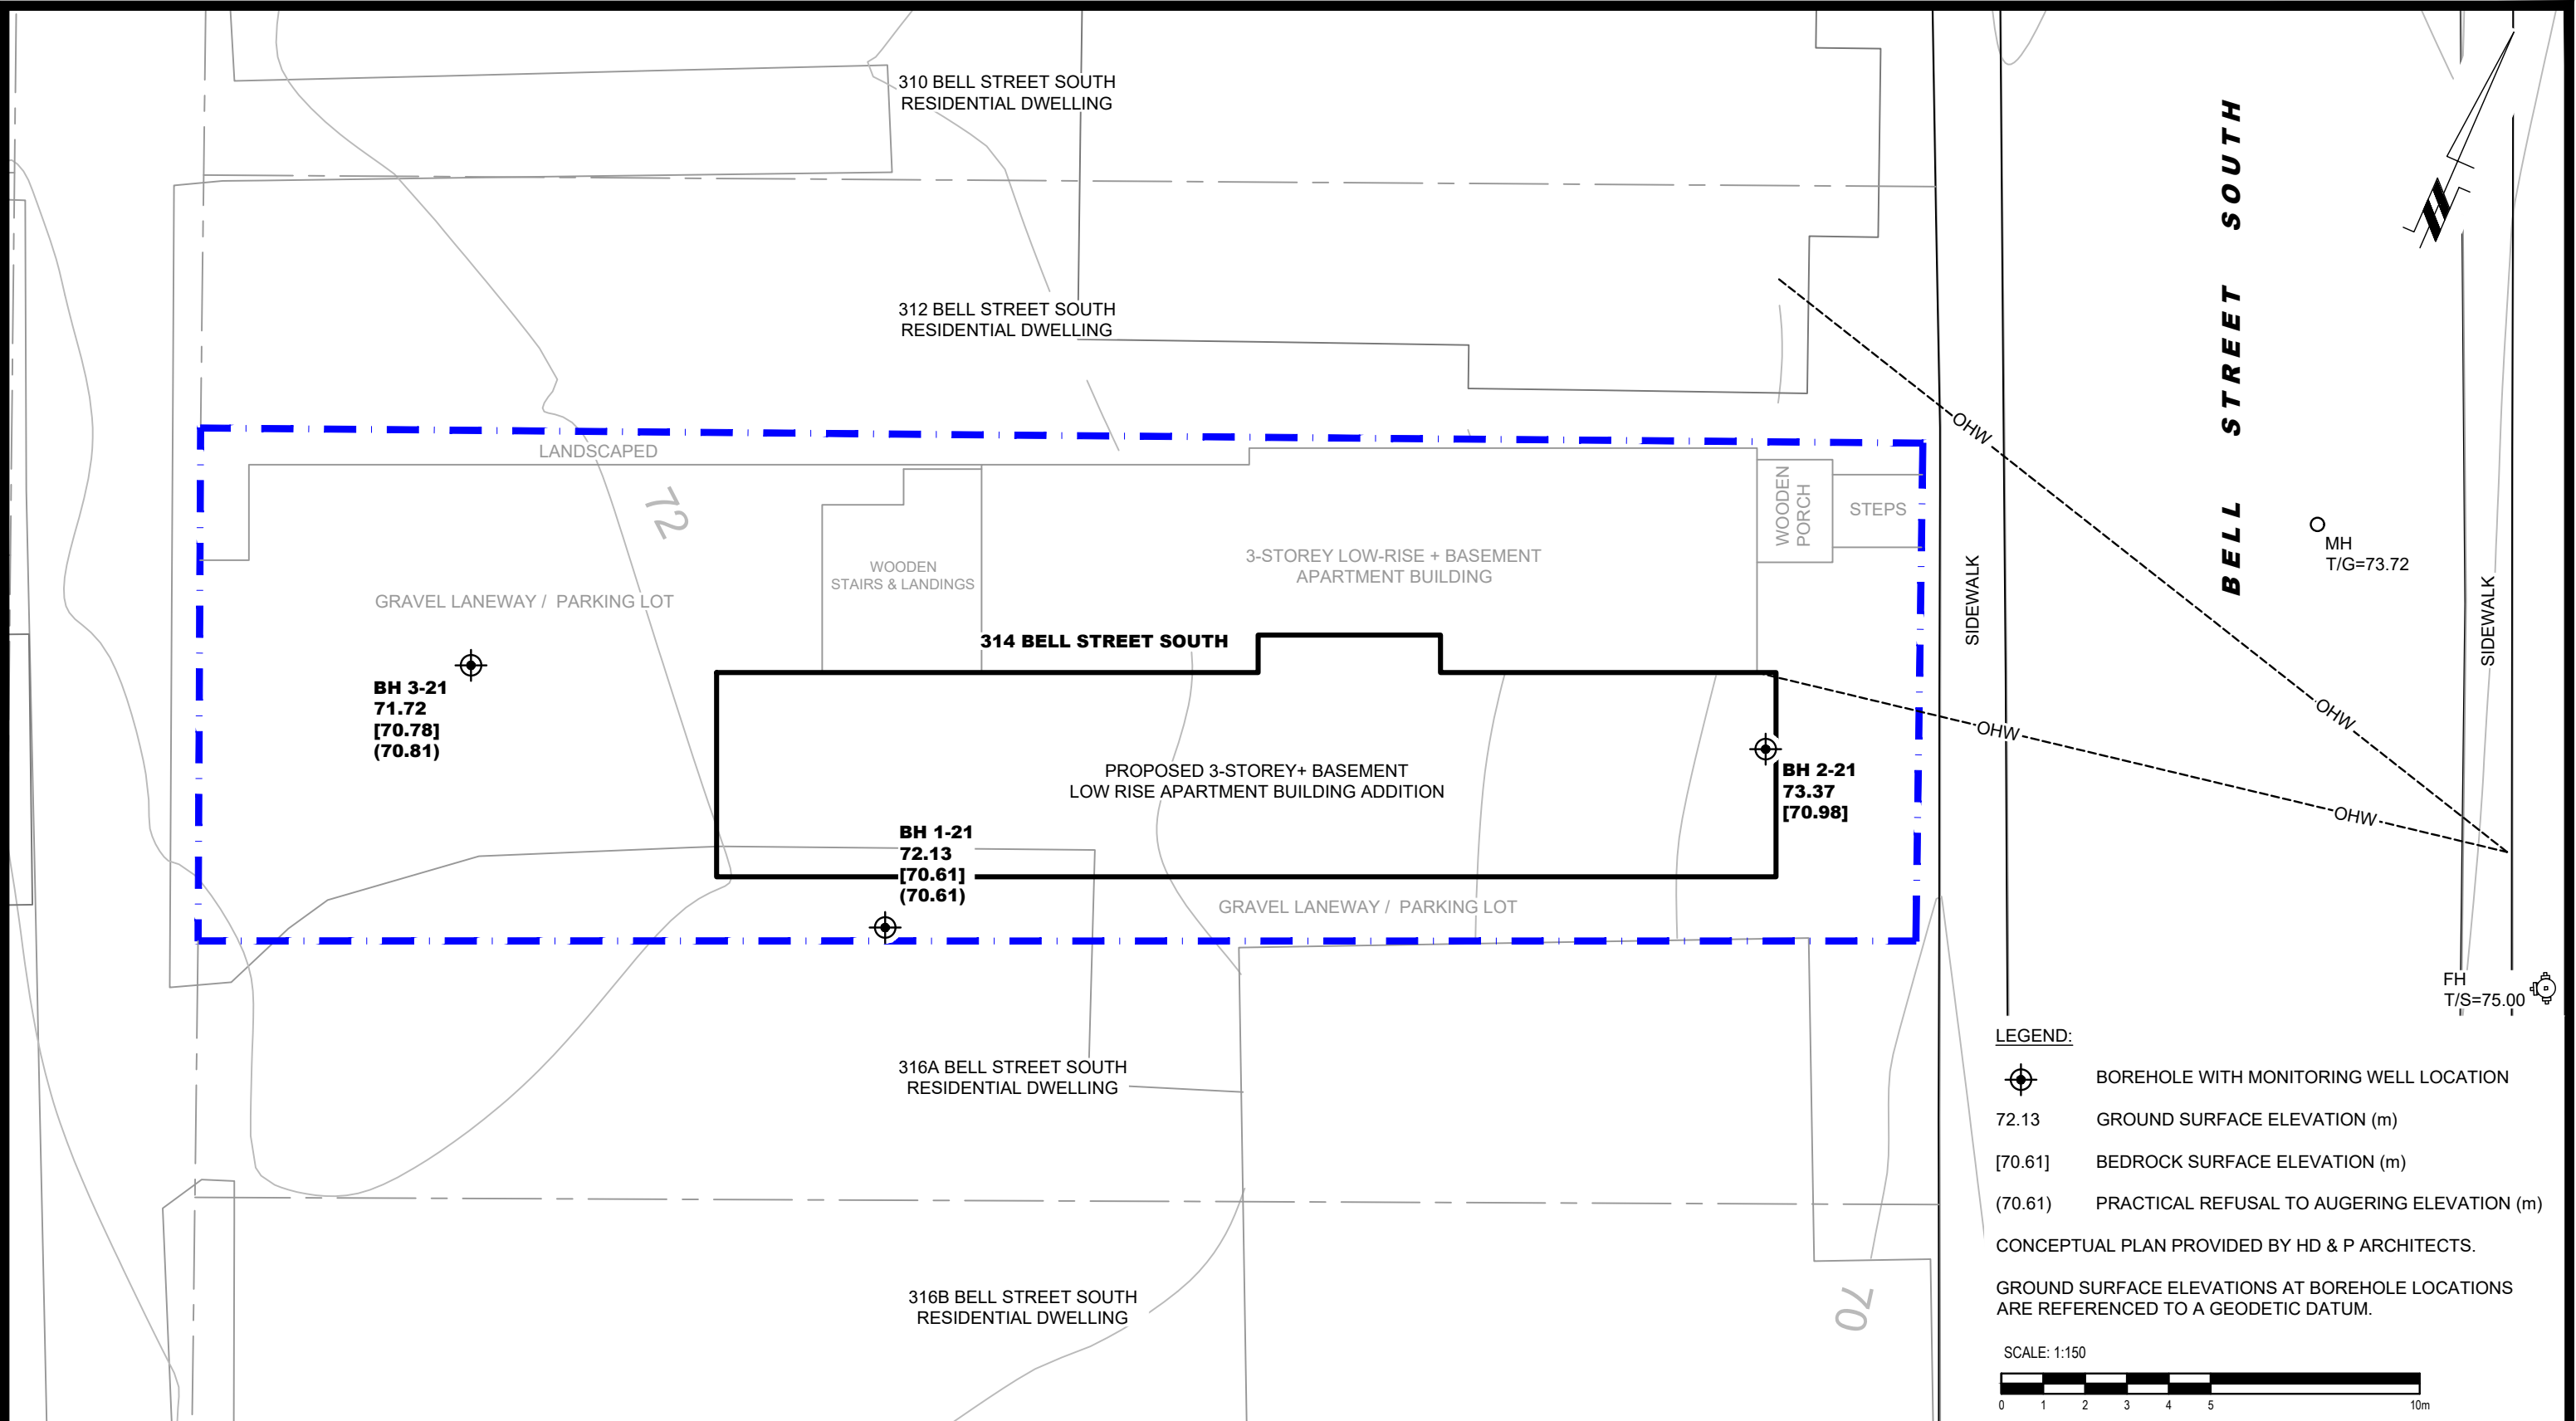 310 BELL STREET SOUTH
RESIDENTIAL DWELLING
312 BELL STREET SOUTH
RESIDENTIAL DWELLING
BELL STREET SOUTH
OHW
LANDSCAPED
72
WOODEN
PORCH
STEPS
3-STOREY LOW-RISE + BASEMENT
APARTMENT BUILDING
WOODEN
STAIRS & LANDINGS
GRAVEL LANEWAY / PARKING LOT
314 BELL STREET SOUTH
SIDEWALK
MH
T/G=73.72
SIDEWALK
BH 3-21
71.72
[70.78]
(70.81)
OHW
OHW
OHW
PROPOSED 3-STOREY+ BASEMENT
LOW RISE APARTMENT BUILDING ADDITION
BH 2-21
73.37
[70.98]
BH 1-21
72.13
[70.61]
(70.61)
GRAVEL LANEWAY / PARKING LOT
FH
T/S=75.00
316A BELL STREET SOUTH
RESIDENTIAL DWELLING
316B BELL STREET SOUTH
RESIDENTIAL DWELLING
70
LEGEND:
BOREHOLE WITH MONITORING WELL LOCATION
72.13 GROUND SURFACE ELEVATION (m)
[70.61] BEDROCK SURFACE ELEVATION (m)
(70.61) PRACTICAL REFUSAL TO AUGERING ELEVATION (m)
CONCEPTUAL PLAN PROVIDED BY HD & P ARCHITECTS.
GROUND SURFACE ELEVATIONS AT BOREHOLE LOCATIONS
ARE REFERENCED TO A GEODETIC DATUM.
SCALE: 1:150
0 1 2 3 4 5 10m